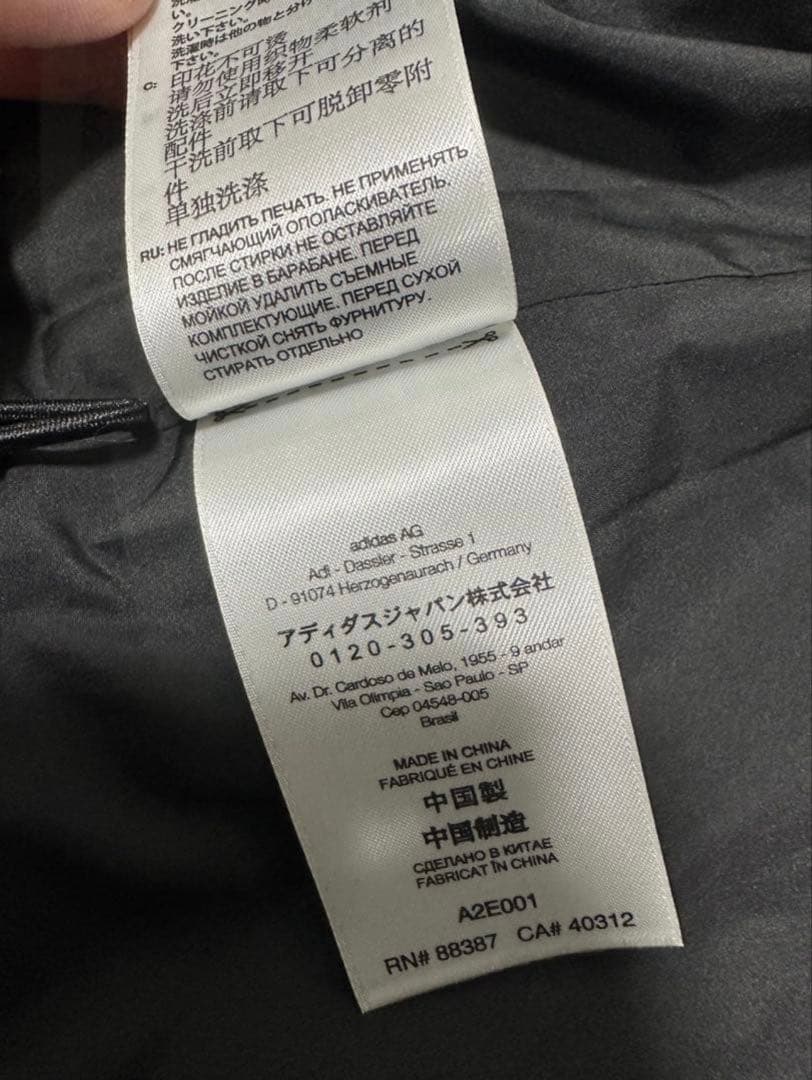 い。
クリーニング
洗い下さい。
洗濯時は他の物と分け
下さい。
C: 印花不可烫
请勿使用织物柔软剂
洗后立即移开
洗涤前请取下可分离的
配件
干洗前取下可脱卸零附
件
单独洗涤
RU: НЕ ГЛАДИТЬ ПЕЧАТЬ. НЕ ПРИМЕНЯТЬ
СМЯГЧАЮЩИЙ ОПОЛАСКИВАТЕЛЬ.
ПОСЛЕ СТИРКИ НЕ ОСТАВЛЯЙТЕ
ИЗДЕЛИЕ В БАРАБАНЕ. ПЕРЕД
МОЙКОЙ УДАЛИТЬ СЪЕМНЫЕ
КОМПЛЕКТУЮЩИЕ. ПЕРЕД СУХОЙ
ЧИСТКОЙ СНЯТЬ ФУРНИТУРУ.
СТИРАТЬ ОТДЕЛЬНО
adidas AG
Adi - Dassler - Strasse 1
D - 91074 Herzogenaurach / Germany
アディダスジャパン株式会社
0120-305-393
Av. Dr. Cardoso de Melo, 1955 - 9 andar
Vila Olimpia - Sao Paulo - SP
Cep 04548-005
Brasil
MADE IN CHINA
FABRIQUÉ EN CHINE
中国製
中国制造
СДЕЛАНО В КИТАЕ
FABRICAT ÎN CHINA
A2E001
RN# 88387 CA# 40312